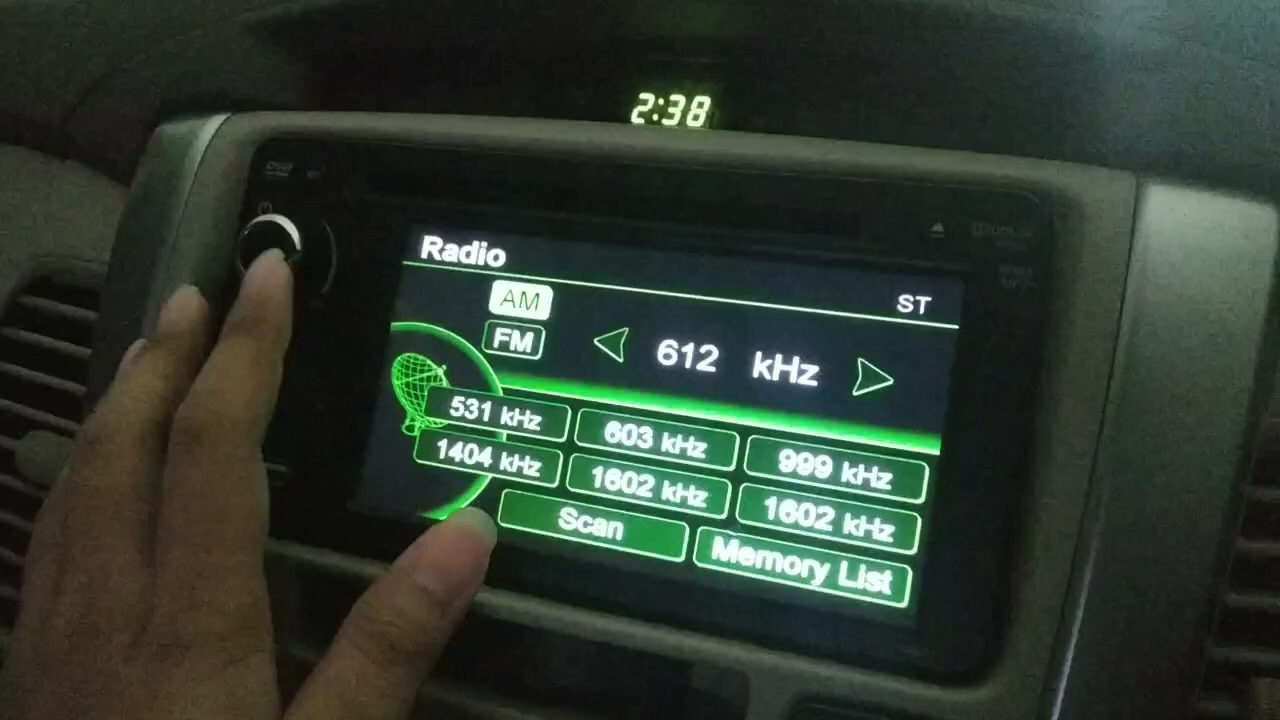 2:38
Radio
AM
ST
FM
612 kHz
531 kHz
603 kHz
999 kHz
1404 kHz
1602 kHz
1602 kHz
Scan
Memory List